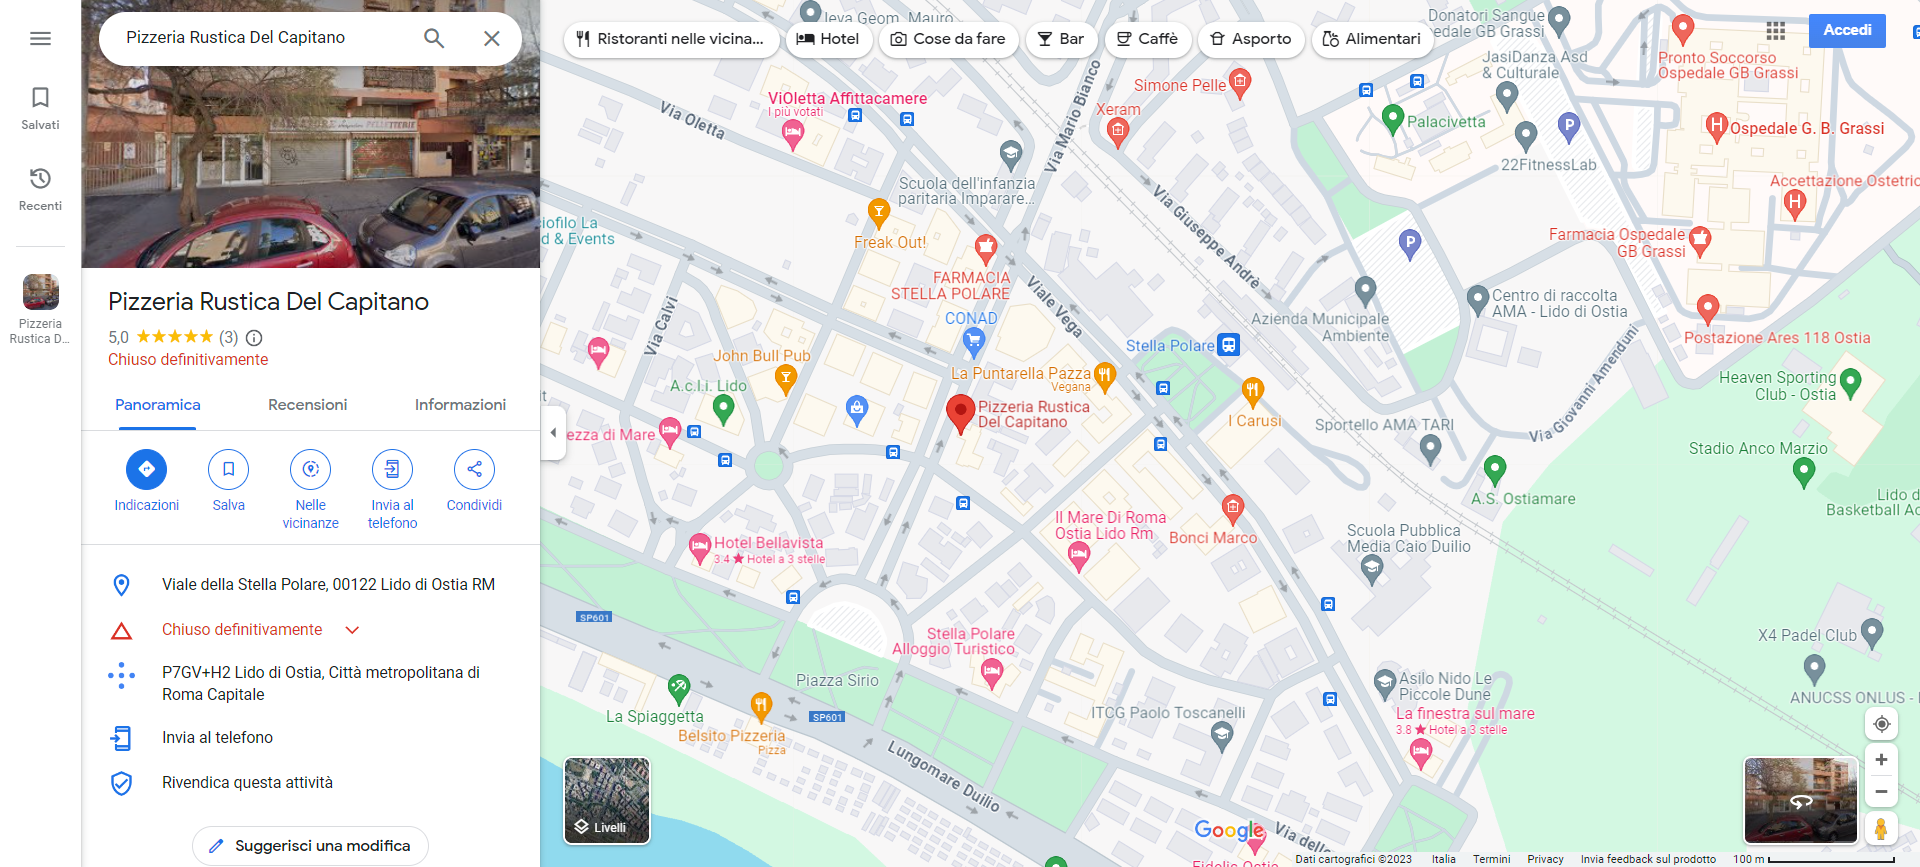 Pizzeria Rustica Del Capitano
Salvati
Recenti
Pizzeria
Rustica D...
Pizzeria Rustica Del Capitano
5,0 (3)
Chiuso definitivamente
Panoramica
Recensioni
Informazioni
Indicazioni
Salva
Nelle
vicinanze
Invia al
telefono
Condividi
Viale della Stella Polare, 00122 Lido di Ostia RM
Chiuso definitivamente
P7GV+H2 Lido di Ostia, Città metropolitana di
Roma Capitale
Invia al telefono
Rivendica questa attività
Suggerisci una modifica
Ristoranti nelle vicina...
Hotel
Cose da fare
Bar
Caffè
Asporto
Alimentari
Accedi
Ieva Geom. Mauro
Donatori Sangue
pedale GB Grassi
JasiDanza Asd
& Culturale
Pronto Soccorso
Ospedale GB Grassi
ViOletta Affittacamere
I più votati
Via Oletta
Via Mario Bianco
Simone Pelle
Xeram
Palacivetta
P
22FitnessLab
H
Ospedale G. B. Grassi
Accettazione Ostetric
H
Scuola dell'infanzia
paritaria Imparare...
Via Giuseppe Andrè
P
Farmacia Ospedale
GB Grassi
ciofilo La
d & Events
Freak Out!
FARMACIA
STELLA POLARE
Viale Vega
CONAD
Via Calvi
Centro di raccolta
AMA - Lido di Ostia
Azienda Municipale
Ambiente
Postazione Ares 118 Ostia
Stella Polare
John Bull Pub
La Puntarella Pazza
Vegana
A.c.l.i. Lido
Via Giovanni Amenduni
Heaven Sporting
Club - Ostia
Pizzeria Rustica
Del Capitano
I Carusi
Sportello AMA TARI
ezza di Mare
Stadio Anco Marzio
A.S. Ostiamare
Lido d
Basketball Ac
Il Mare Di Roma
Ostia Lido Rm
Bonci Marco
Scuola Pubblica
Media Caio Duilio
Hotel Bellavista
3.4 Hotel a 3 stelle
SP601
Stella Polare
Alloggio Turistico
X4 Padel Club
Piazza Sirio
Asilo Nido Le
Piccole Dune
ANUCSS ONLUS - I
La Spiaggetta
SP601
ITCG Paolo Toscanelli
La finestra sul mare
3.8 Hotel a 3 stelle
Belsito Pizzeria
Pizza
Lungomare Duilio
Livelli
Google
Via delle
Fidelio Ostia
Dati cartografici ©2023
Italia
Termini
Privacy
Invia feedback sul prodotto
100 m